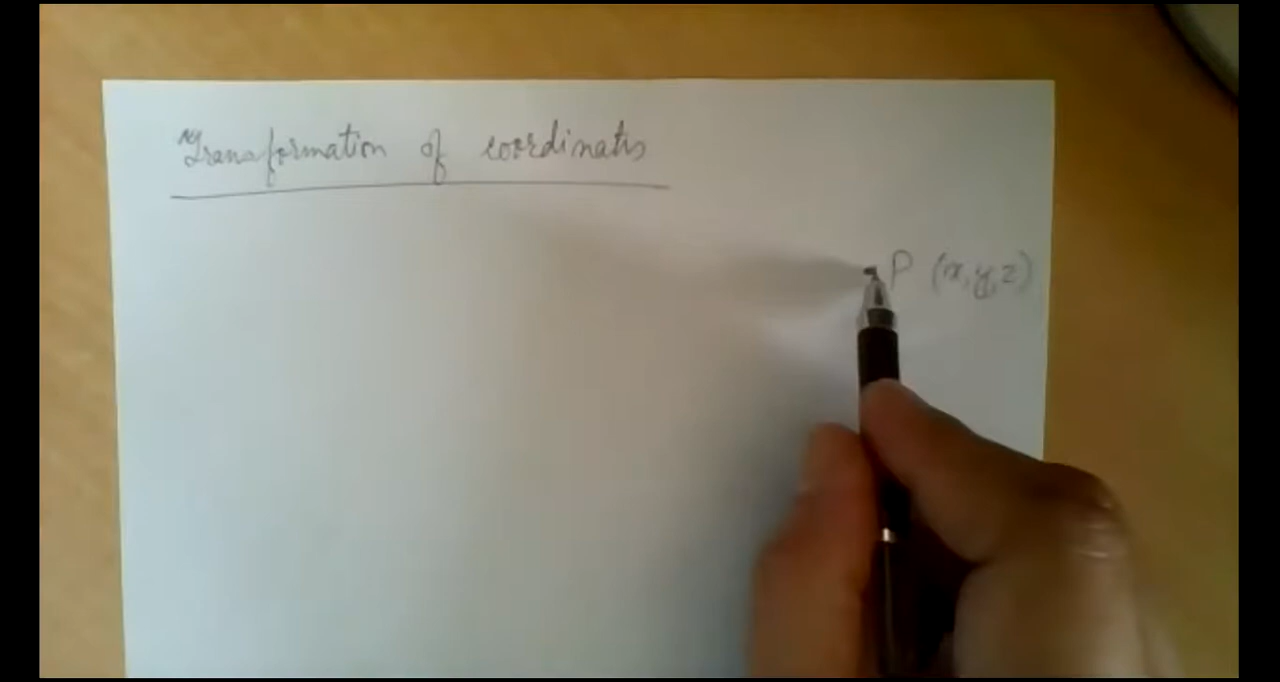 Transformation of coordinates
P (x, y, z)